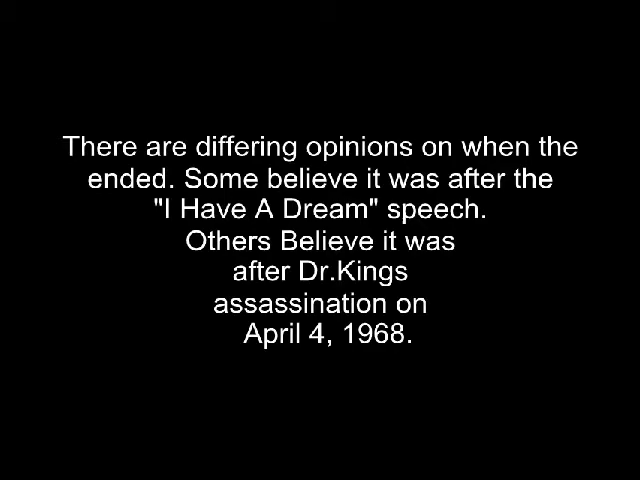 There are differing opinions on when the
ended. Some believe it was after the
"I Have A Dream" speech.
Others Believe it was
after Dr.Kings
assassination on
April 4, 1968.